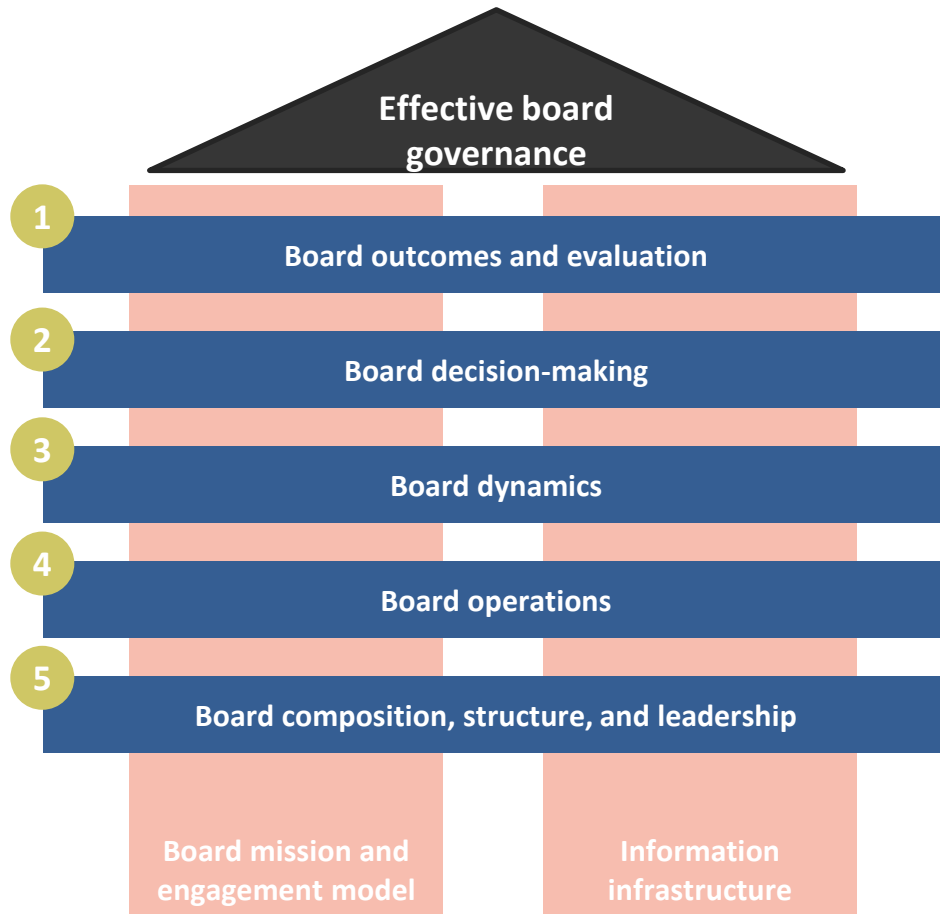 Effective board
governance
1
Board outcomes and evaluation
2
Board decision-making
3
Board dynamics
4
Board operations
5
Board composition, structure, and leadership
Board mission and
engagement model
Information
infrastructure